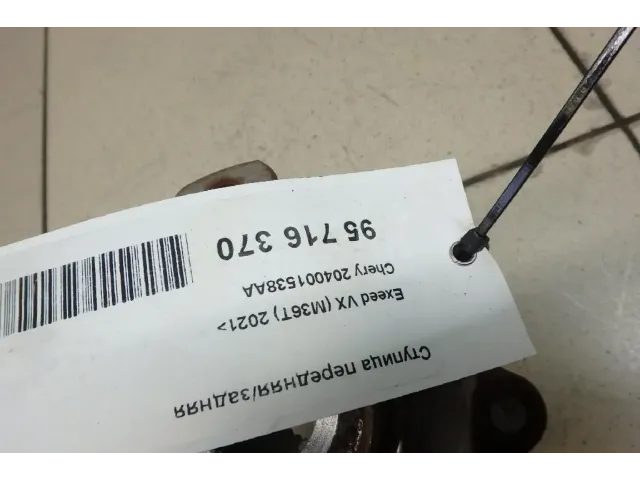 Ступица передняя/задняя
Exeed VX (M36T) 2021>
Chery 204001538AA
95 716 370